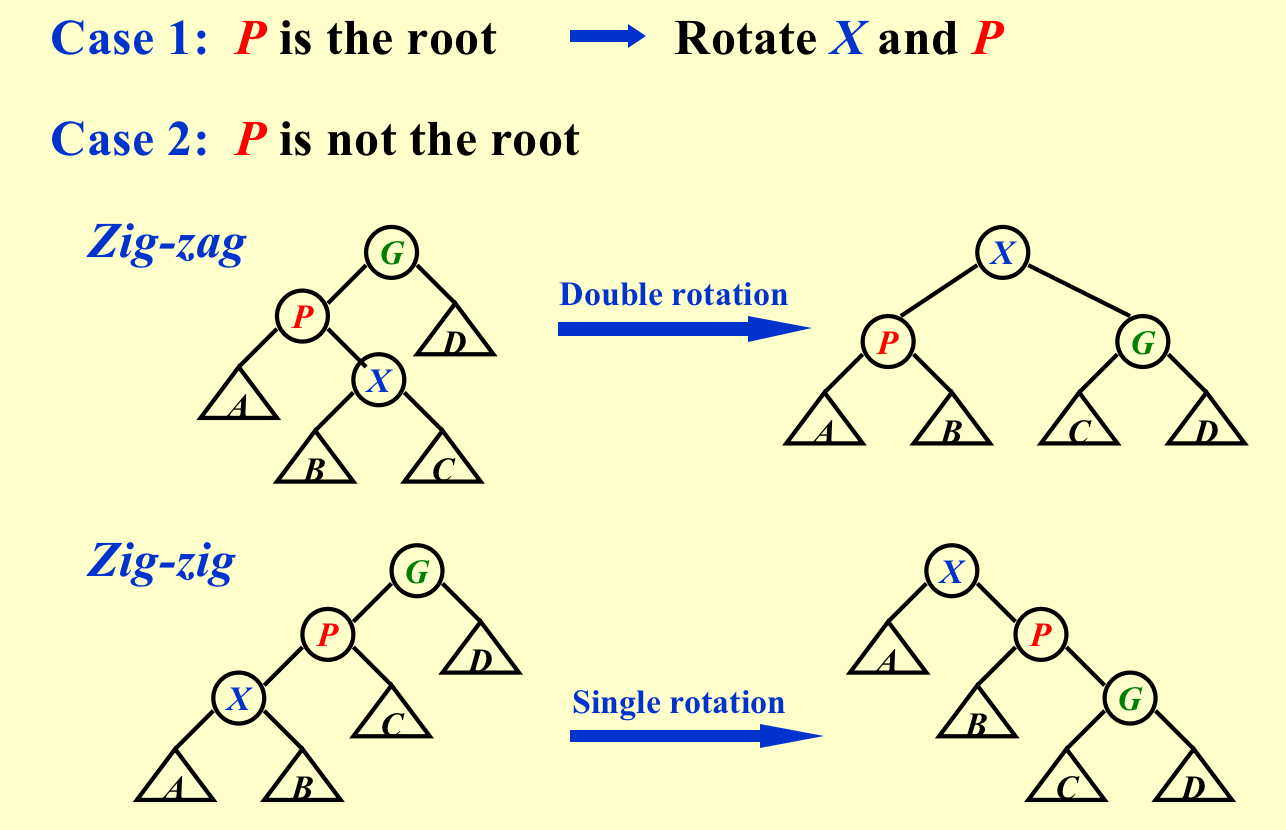 Case 1: P is the root → Rotate X and P
Case 2: P is not the root
Zig-zag
G
P
D
A
X
B
C
Double rotation
X
P
G
A
B
C
D
Zig-zig
G
P
D
X
C
A
B
Single rotation
X
A
P
B
G
C
D